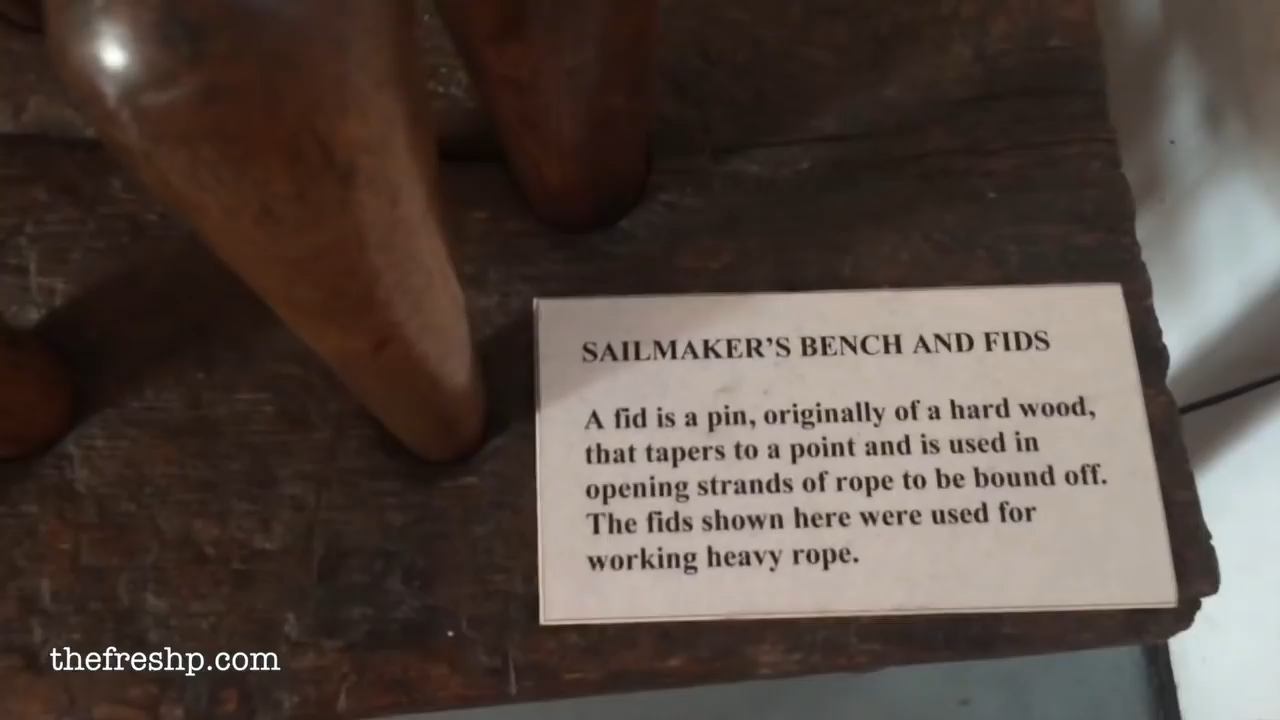 SAILMAKER'S BENCH AND FIDS
A fid is a pin, originally of a hard wood,
that tapers to a point and is used in
opening strands of rope to be bound off.
The fids shown here were used for
working heavy rope.
thefreshp.com